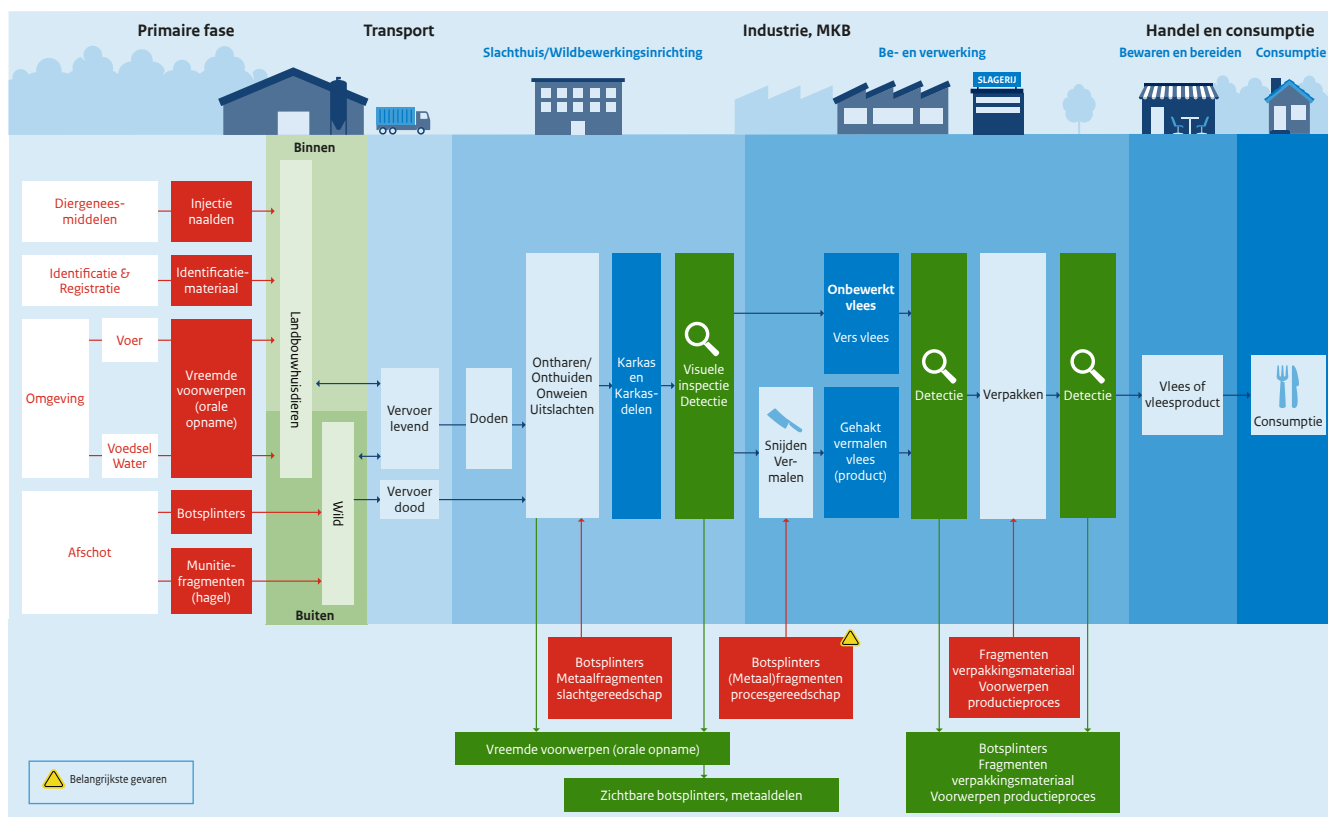 Primaire fase
Transport
Industrie, MKB
Handel en consumptie
Slachthuis/Wildbewerkingsinrichting
Be- en verwerking
Bewaren en bereiden
Consumptie
SLAGERIJ
Binnen
Diergenees-
middelen
Injectie
naalden
Identificatie &
Registratie
Identificatie-
materiaal
Omgeving
Voer
Voedsel
Water
Vreemde
voorwerpen
(orale
opname)
Afschot
Botsplinters
Munitie-
fragmenten
(hagel)
Landbouwhuisdieren
Wild
Buiten
Vervoer
levend
Vervoer
dood
Doden
Ontharen/
Onthuiden
Onweien
Uitslachten
Karkas
en
Karkas-
delen
Visuele
inspectie
Detectie
Onbewerkt
vlees
Vers vlees
Snijden
Ver-
malen
Gehakt
vermalen
vlees
(product)
Detectie
Verpakken
Detectie
Vlees of
vleesproduct
Consumptie
Botsplinters
Metaalfragmenten
slachtgereedschap
Botsplinters
(Metaal)fragmenten
procesgereedschap
Fragmenten
verpakkingsmateriaal
Voorwerpen
productieproces
Vreemde voorwerpen (orale opname)
Zichtbare botsplinters, metaaldelen
Botsplinters
Fragmenten
verpakkingsmateriaal
Voorwerpen productieproces
Belangrijkste gevaren